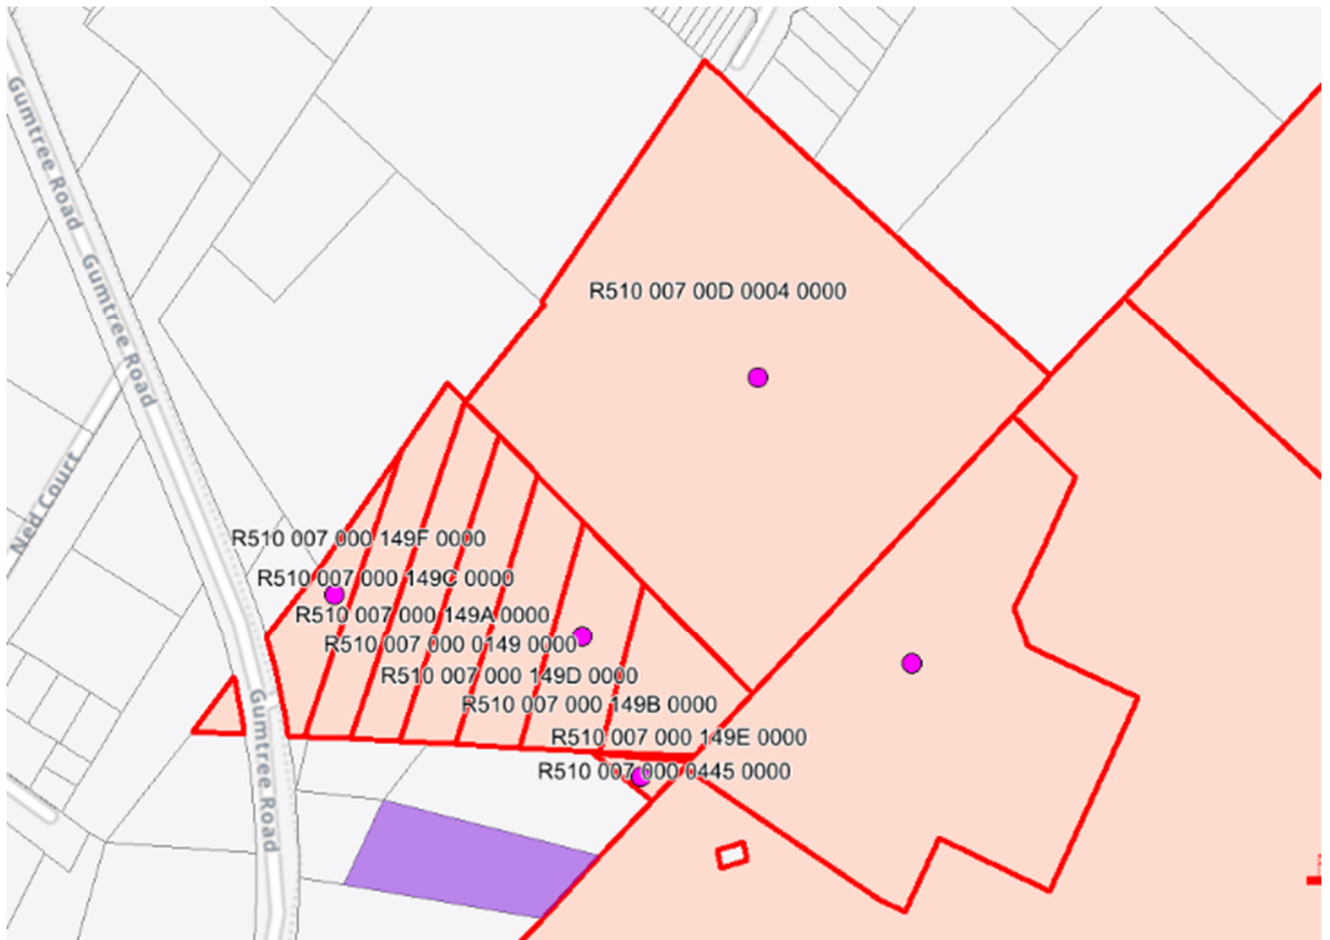 Gumtree Road
Gumtree Road
Ned Court
Gumtree Road
R510 007 00D 0004 0000
R510 007 000 149F 0000
R510 007 000 149C 0000
R510 007 000 149A 0000
R510 007 000 0149 0000
R510 007 000 149D 0000
R510 007 000 149B 0000
R510 007 000 149E 0000
R510 007 000 0445 0000